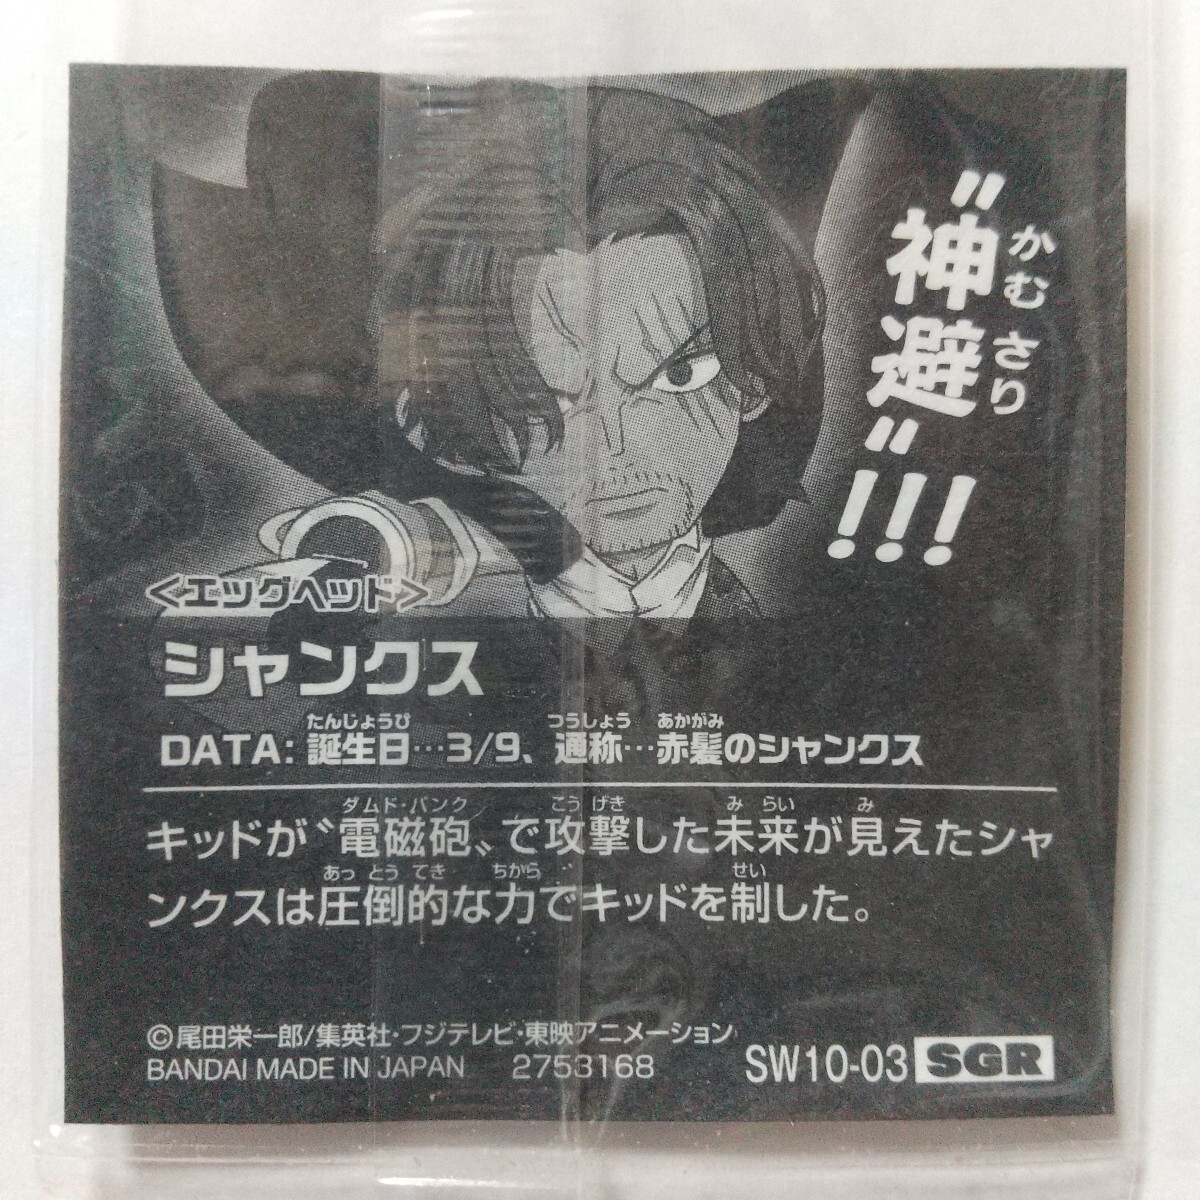 〝神避〟!!!
かむさり
<エッグヘッド>
シャンクス
たんじょうび つうしょう あかがみ
DATA: 誕生日…3/9、通称…赤髪のシャンクス
ダムド・パンク こう げき み らい み
キッドが〝電磁砲〟で攻撃した未来が見えたシャ
あっ とう てき ちから せい
ンクスは圧倒的な力でキッドを制した。
©尾田栄一郎/集英社・フジテレビ・東映アニメーション
BANDAI MADE IN JAPAN 2753168
SW10-03 SGR